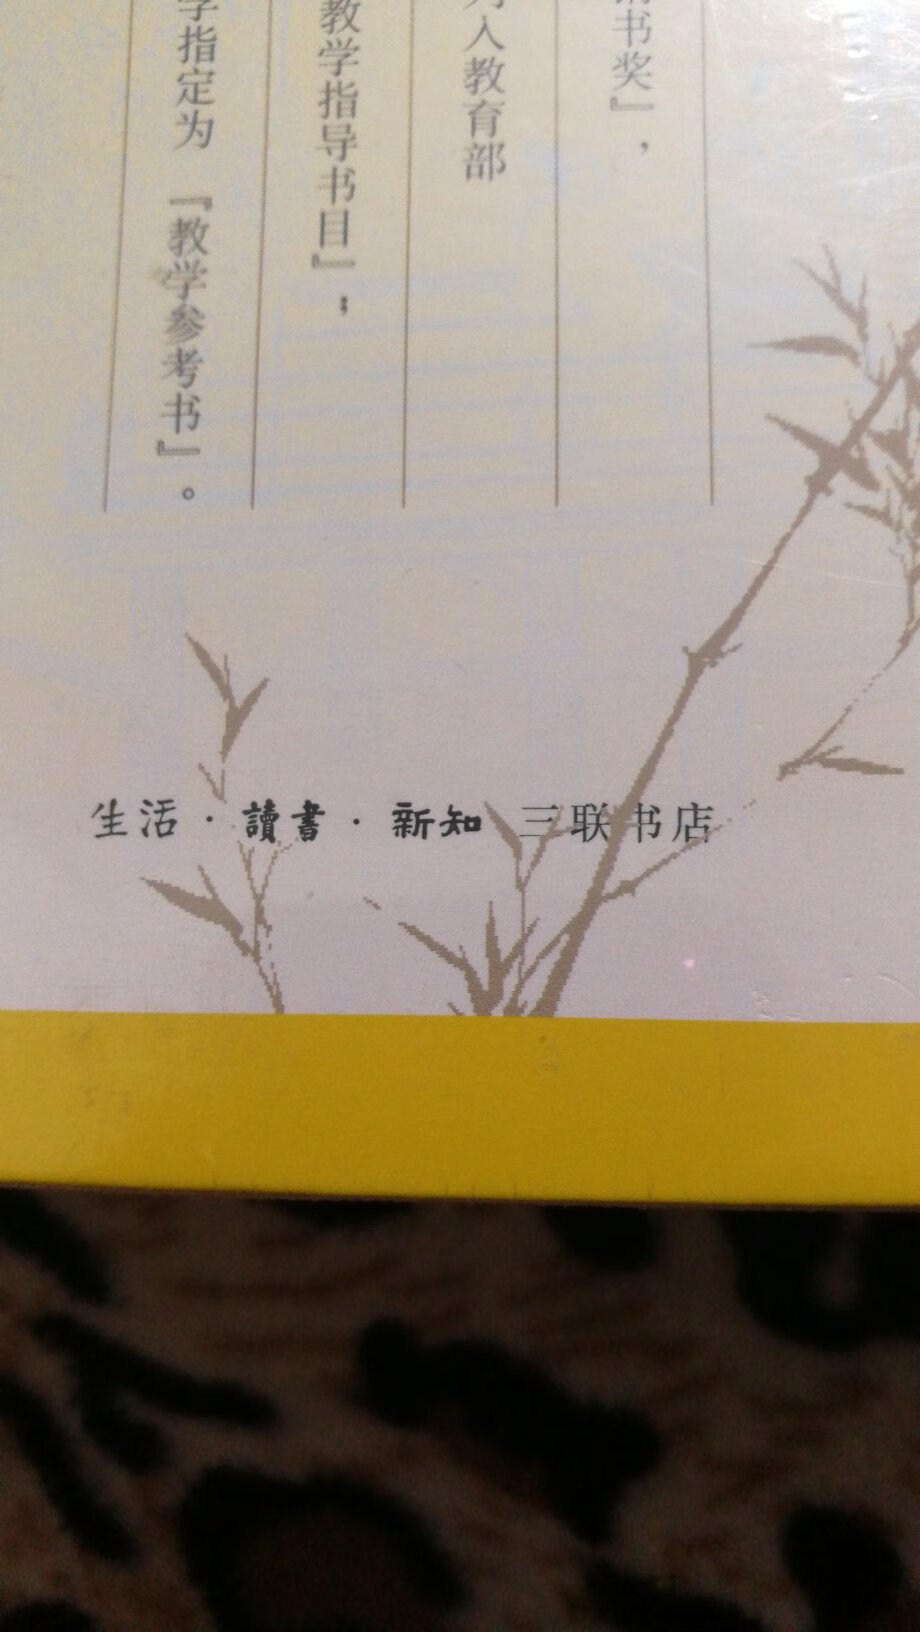 书奖』，
入教育部
教学指导书目』，
学指定为　『教学参考书』。
生活·讀書·新知 三联书店